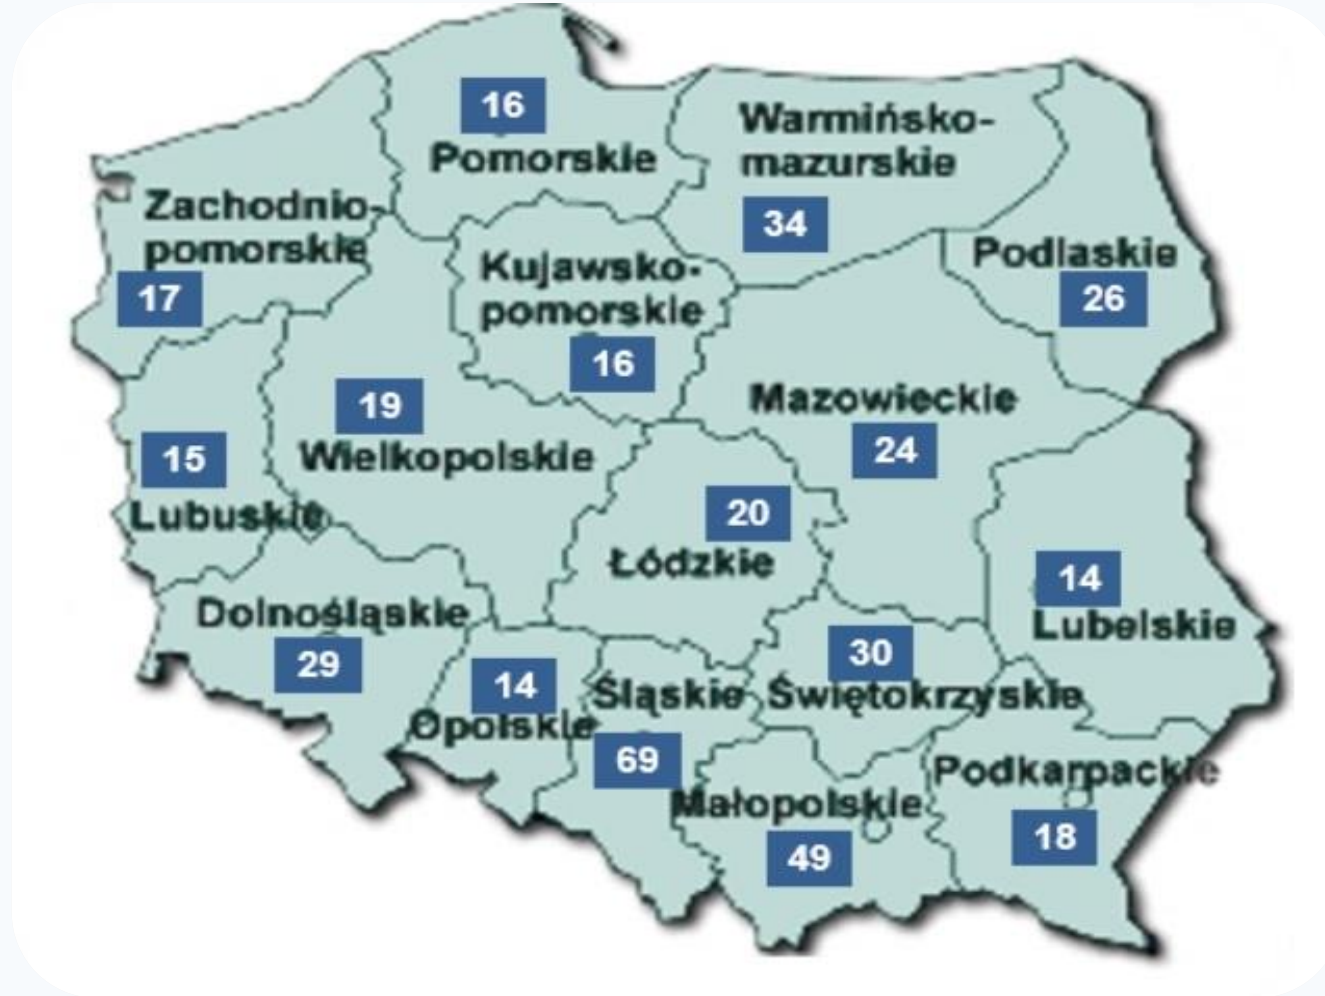 16
Pomorskie
Warmińsko-
mazurskie
34
Zachodnio-
pomorskie
17
Kujawsko-
pomorskie
16
Podlaskie
26
19
Wielkopolskie
Mazowieckie
24
15
Lubuskie
20
Łódzkie
14
Lubelskie
Dolnośląskie
29
14
Opolskie
Śląskie
69
30
Świętokrzyskie
Małopolskie
49
Podkarpackie
18